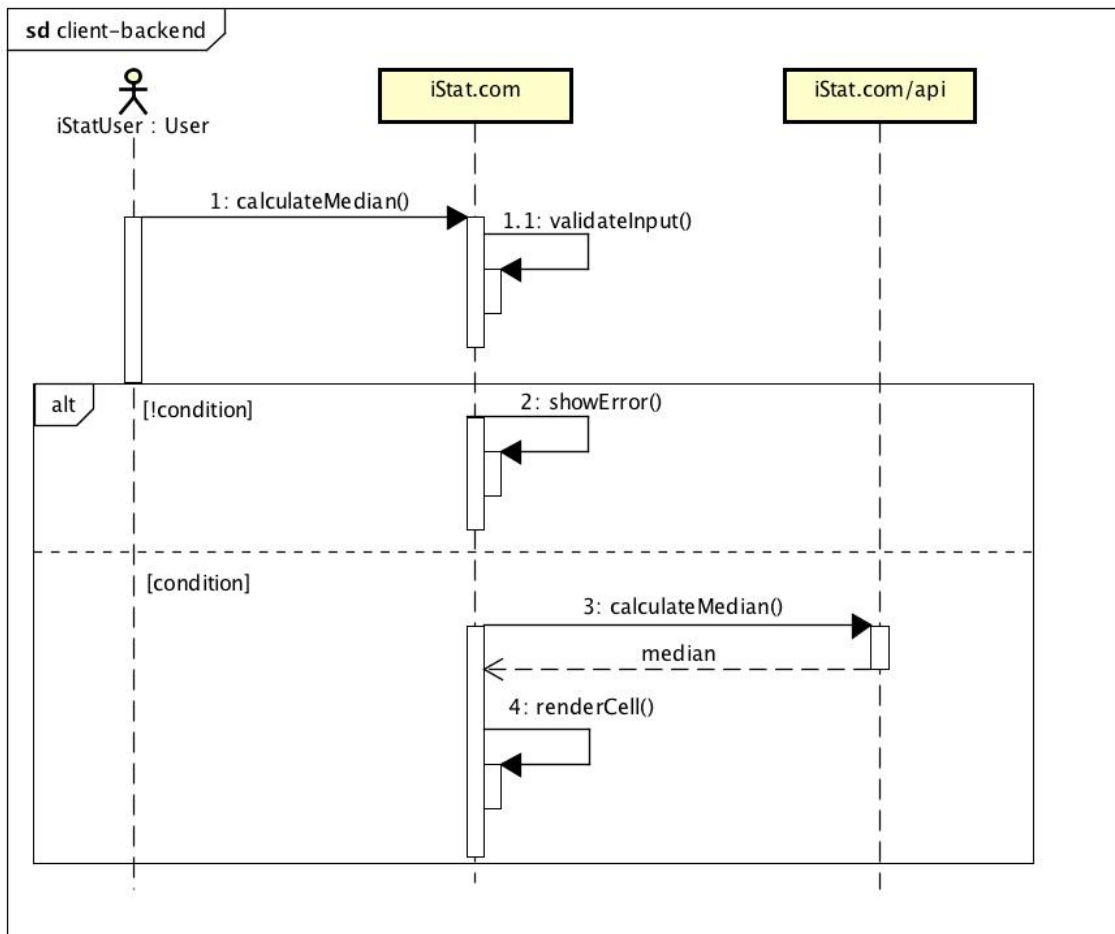 sd client-backend
iStatUser : User
iStat.com
iStat.com/api
1: calculateMedian()
1.1: validateInput()
alt
[!condition]
2: showError()
[condition]
3: calculateMedian()
median
4: renderCell()